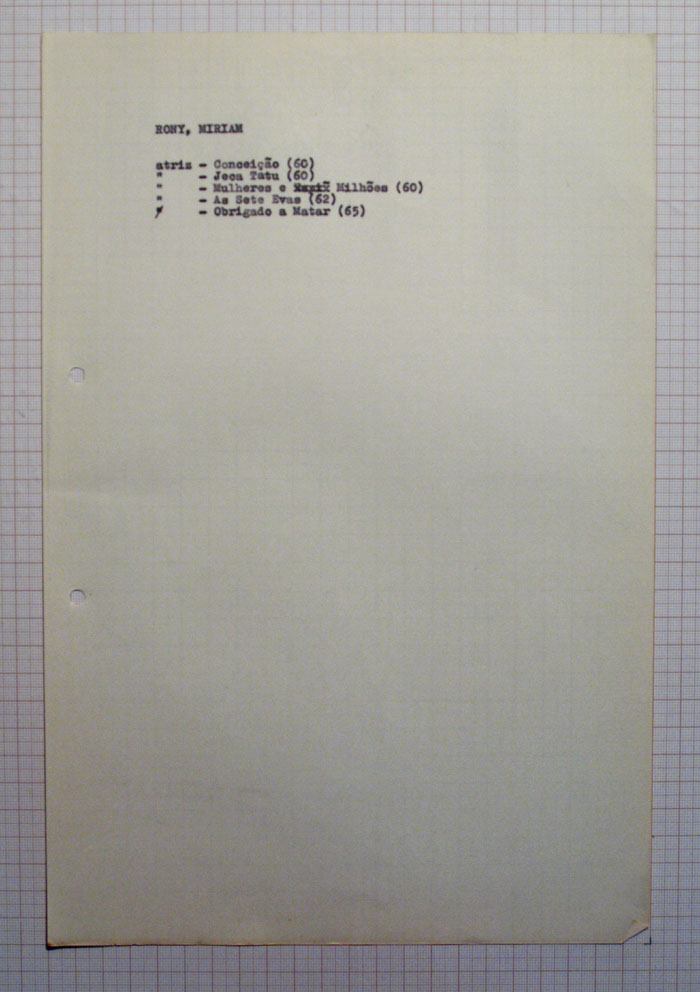 RONY, MIRIAM
atriz - Conceição (60)
" - Jeca Tatu (60)
" - Mulheres e Milhões (60)
" - As Sete Evas (62)
" - Obrigado a Matar (65)